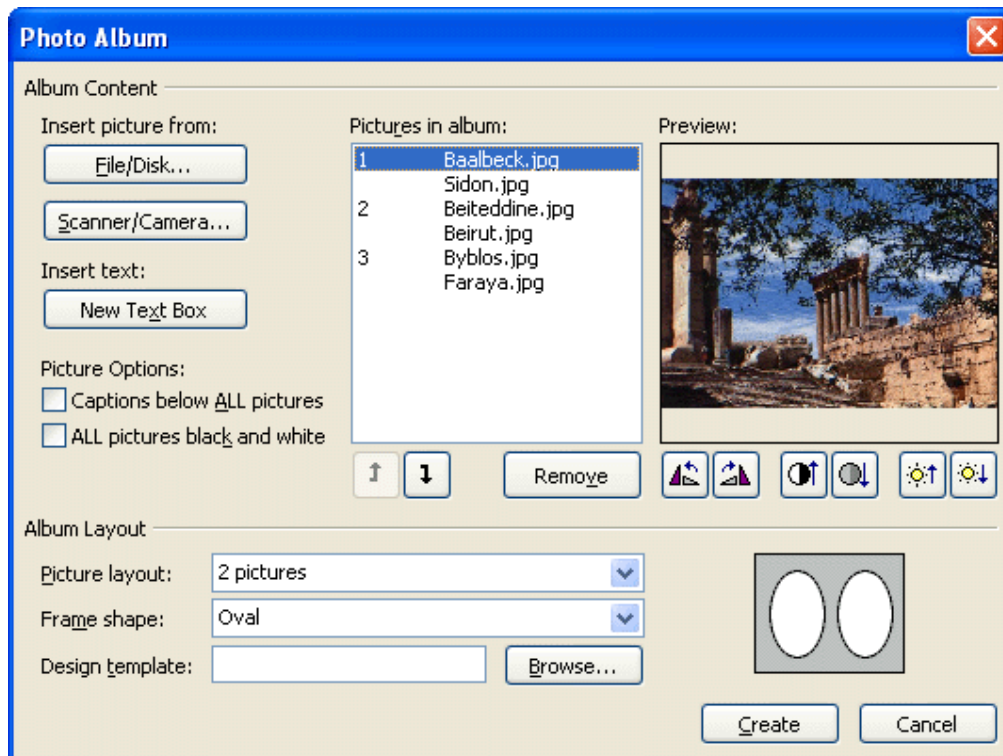 Photo Album
Album Content
Insert picture from:
File/Disk...
Scanner/Camera...
Insert text:
New Text Box
Picture Options:
Captions below ALL pictures
ALL pictures black and white
Pictures in album:
1 Baalbeck.jpg
Sidon.jpg
2 Beiteddine.jpg
Beirut.jpg
3 Byblos.jpg
Faraya.jpg
Remove
Preview:
Album Layout
Picture layout: 2 pictures
Frame shape: Oval
Design template: Browse...
Create Cancel